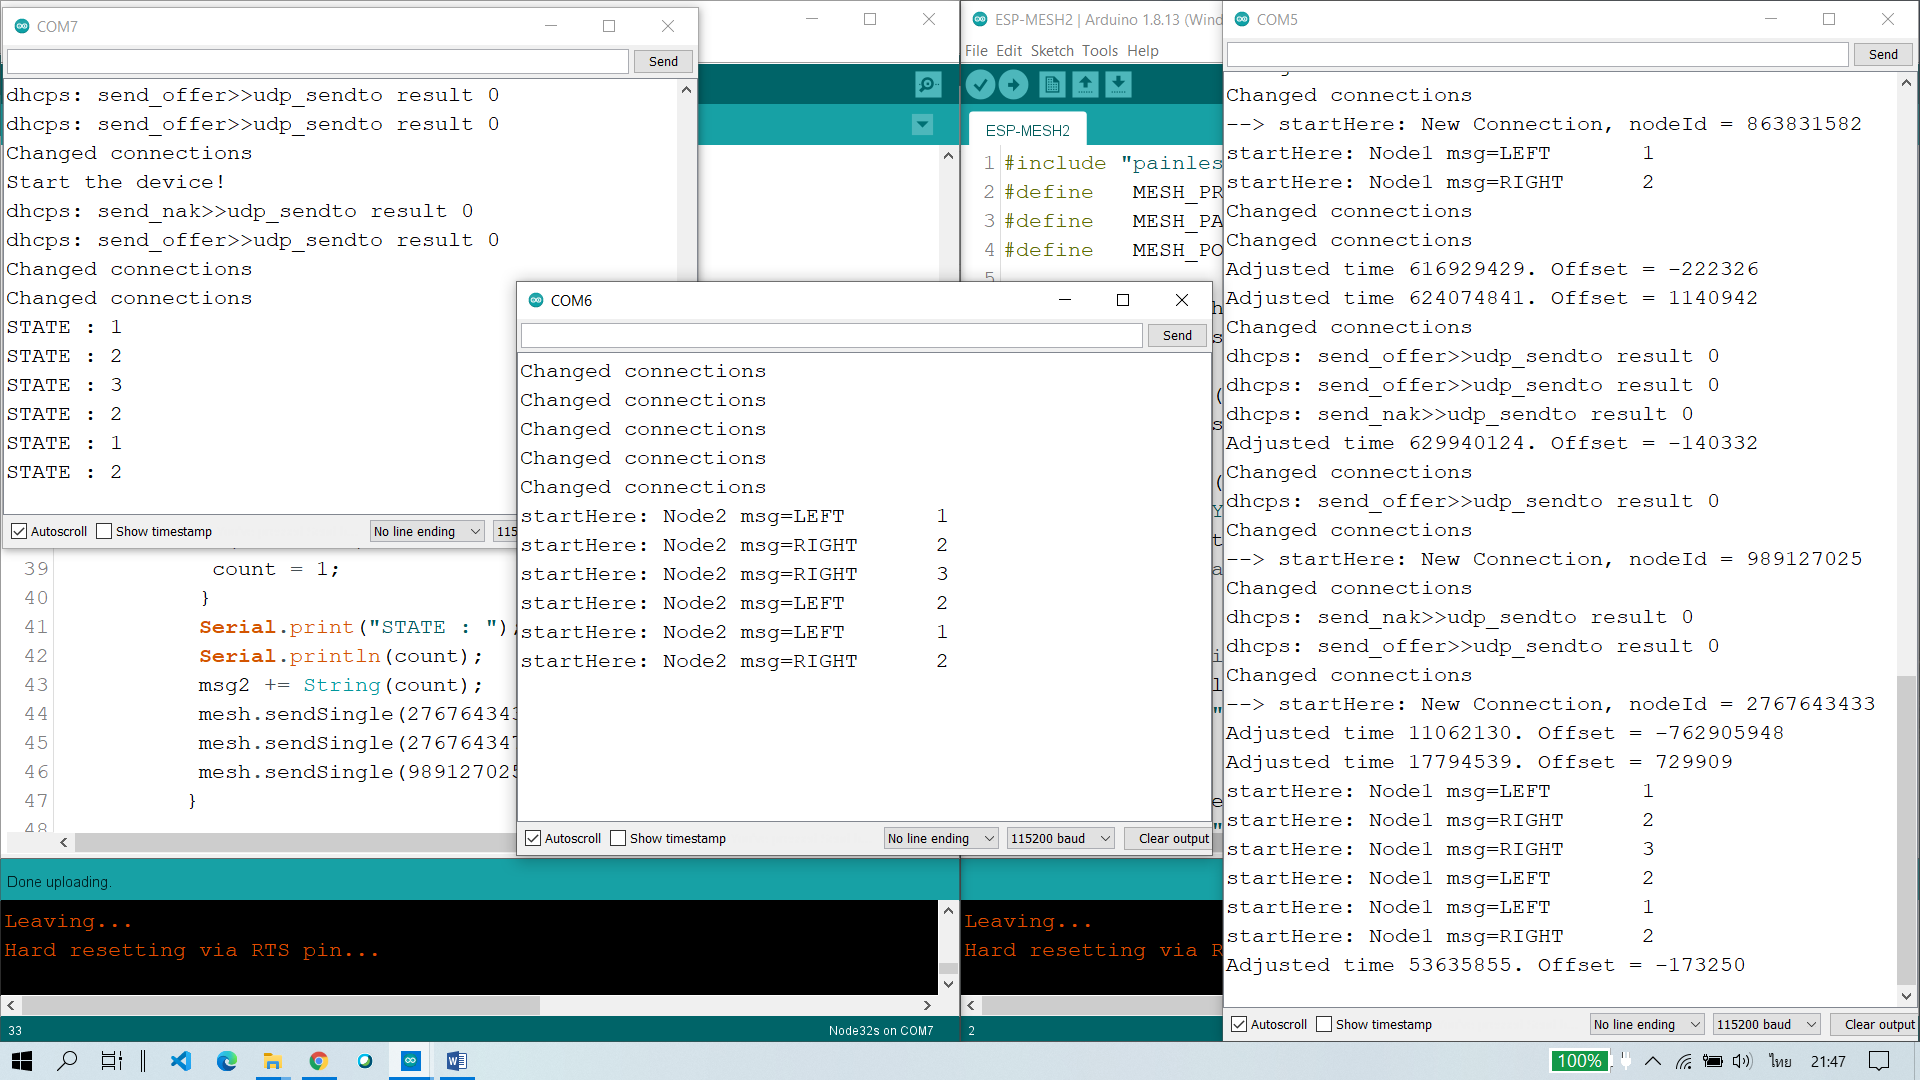 COM7
Send
dhcps: send_offer>>udp_sendto result 0
dhcps: send_offer>>udp_sendto result 0
Changed connections
Start the device!
dhcps: send_nak>>udp_sendto result 0
dhcps: send_offer>>udp_sendto result 0
Changed connections
Changed connections
STATE : 1
STATE : 2
STATE : 3
STATE : 2
STATE : 1
STATE : 2
Autoscroll Show timestamp No line ending 115
39 count = 1;
40 }
41 Serial.print("STATE : ");
42 Serial.println(count);
43 msg2 += String(count);
44 mesh.sendSingle(276764343
45 mesh.sendSingle(276764347
46 mesh.sendSingle(989127025
47 }
48
Done uploading.
Leaving...
Hard resetting via RTS pin...
33 Node32s on COM7
COM6
Send
Changed connections
Changed connections
Changed connections
Changed connections
Changed connections
startHere: Node2 msg=LEFT 1
startHere: Node2 msg=RIGHT 2
startHere: Node2 msg=RIGHT 3
startHere: Node2 msg=LEFT 2
startHere: Node2 msg=LEFT 1
startHere: Node2 msg=RIGHT 2
Autoscroll Show timestamp No line ending 115200 baud Clear output
ESP-MESH2 | Arduino 1.8.13 (Wind
File Edit Sketch Tools Help
ESP-MESH2
1 #include "painles
2 #define MESH_PR
3 #define MESH_PA
4 #define MESH_PO
5
Leaving...
Hard resetting via R
2
COM5
Send
Changed connections
--> startHere: New Connection, nodeId = 863831582
startHere: Node1 msg=LEFT 1
startHere: Node1 msg=RIGHT 2
Changed connections
Changed connections
Adjusted time 616929429. Offset = -222326
Adjusted time 624074841. Offset = 1140942
Changed connections
dhcps: send_offer>>udp_sendto result 0
dhcps: send_offer>>udp_sendto result 0
dhcps: send_nak>>udp_sendto result 0
Adjusted time 629940124. Offset = -140332
Changed connections
dhcps: send_offer>>udp_sendto result 0
Changed connections
--> startHere: New Connection, nodeId = 989127025
Changed connections
dhcps: send_nak>>udp_sendto result 0
dhcps: send_offer>>udp_sendto result 0
Changed connections
--> startHere: New Connection, nodeId = 2767643433
Adjusted time 11062130. Offset = -762905948
Adjusted time 17794539. Offset = 729909
startHere: Node1 msg=LEFT 1
startHere: Node1 msg=RIGHT 2
startHere: Node1 msg=RIGHT 3
startHere: Node1 msg=LEFT 2
startHere: Node1 msg=LEFT 1
startHere: Node1 msg=RIGHT 2
Adjusted time 53635855. Offset = -173250
Autoscroll Show timestamp No line ending 115200 baud Clear output
100% ไทย 21:47